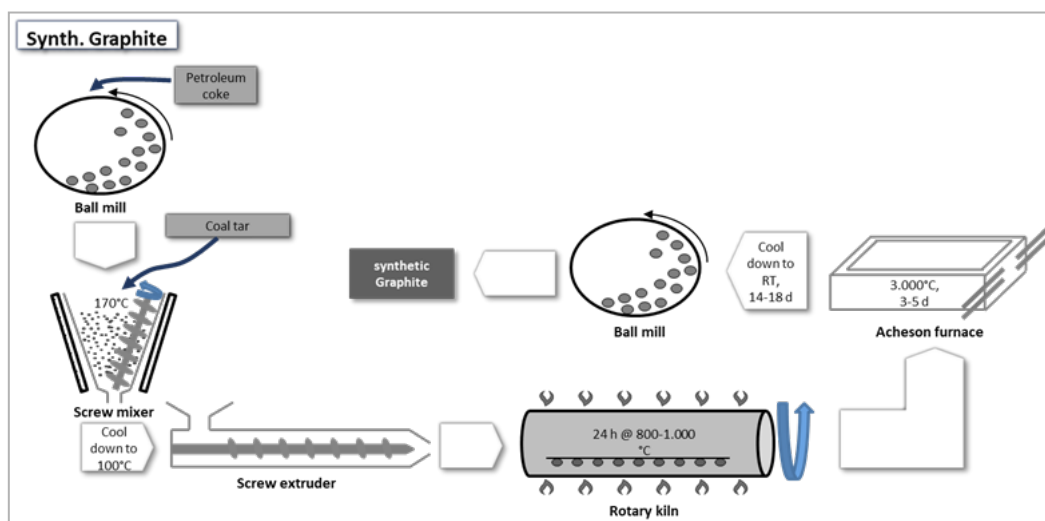 Synth. Graphite
Petroleum
coke
Ball mill
Coal tar
170°C
Screw mixer
Cool
down to
100°C
Screw extruder
24 h @ 800-1.000
°C
Rotary kiln
3.000°C,
3-5 d
Acheson furnace
Cool
down to
RT,
14-18 d
Ball mill
synthetic
Graphite